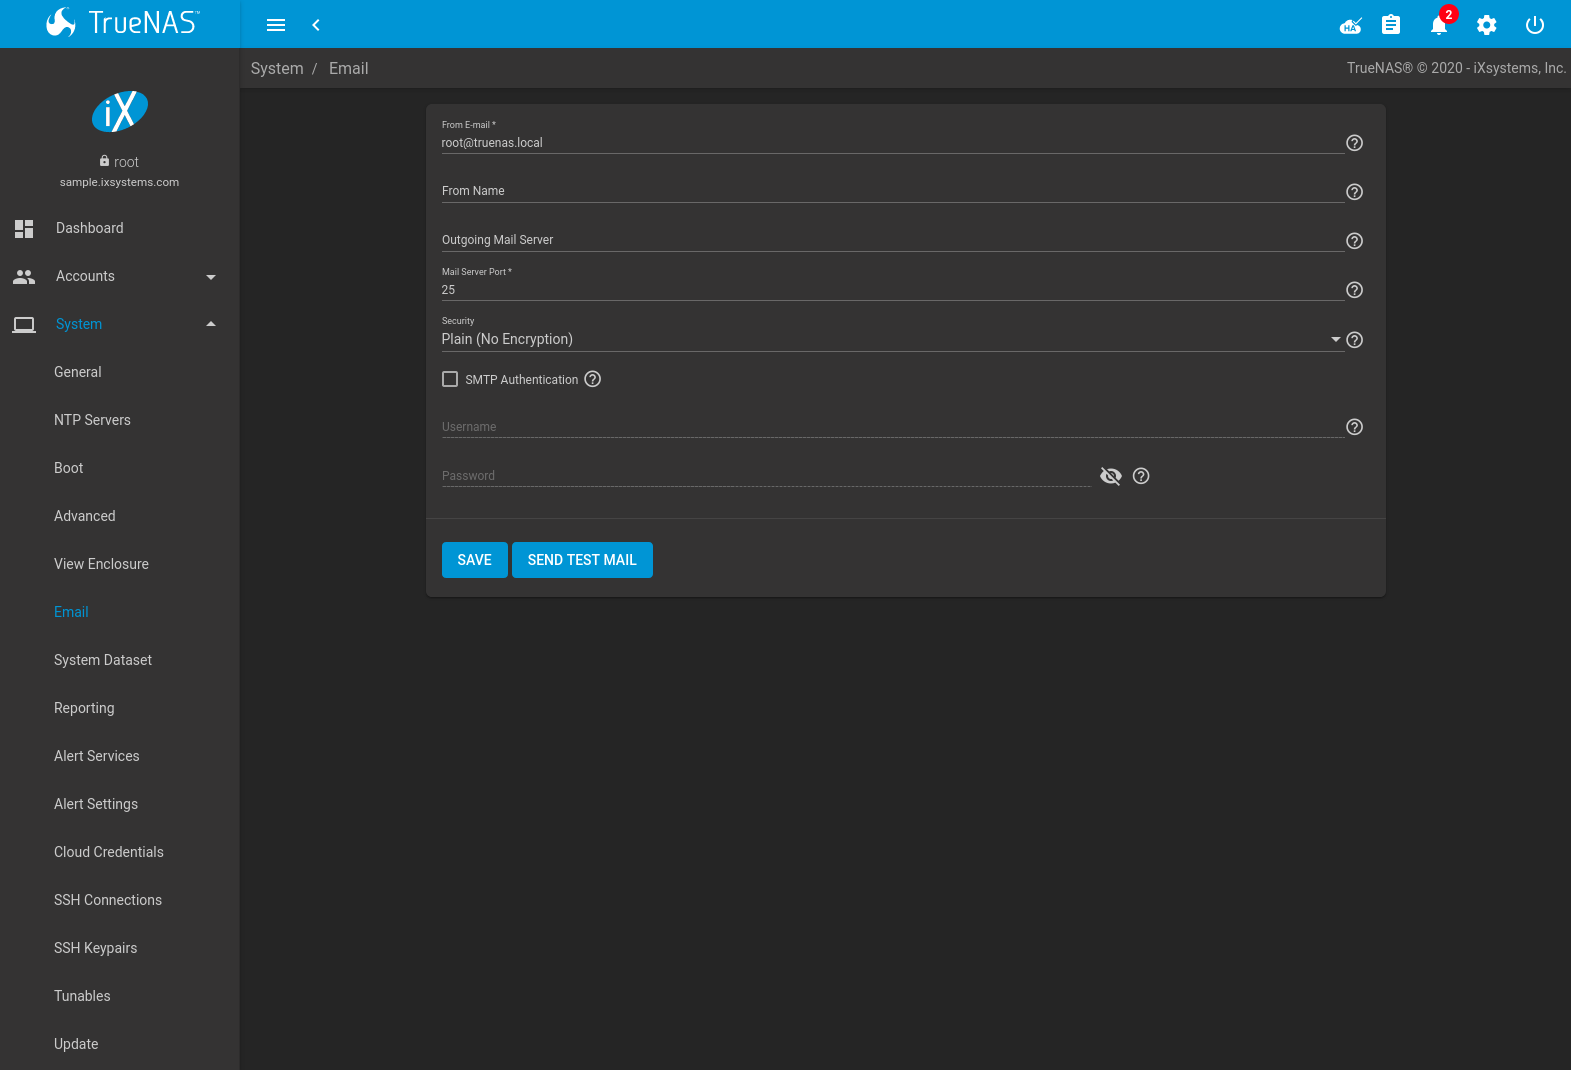 TrueNAS™
2
System / Email
TrueNAS® © 2020 - iXsystems, Inc.
iX
root
sample.ixsystems.com
Dashboard
Accounts
System
General
NTP Servers
Boot
Advanced
View Enclosure
Email
System Dataset
Reporting
Alert Services
Alert Settings
Cloud Credentials
SSH Connections
SSH Keypairs
Tunables
Update
HA
From E-mail *
root@truenas.local
From Name
Outgoing Mail Server
Mail Server Port *
25
Security
Plain (No Encryption)
SMTP Authentication
Username
Password
SAVE
SEND TEST MAIL